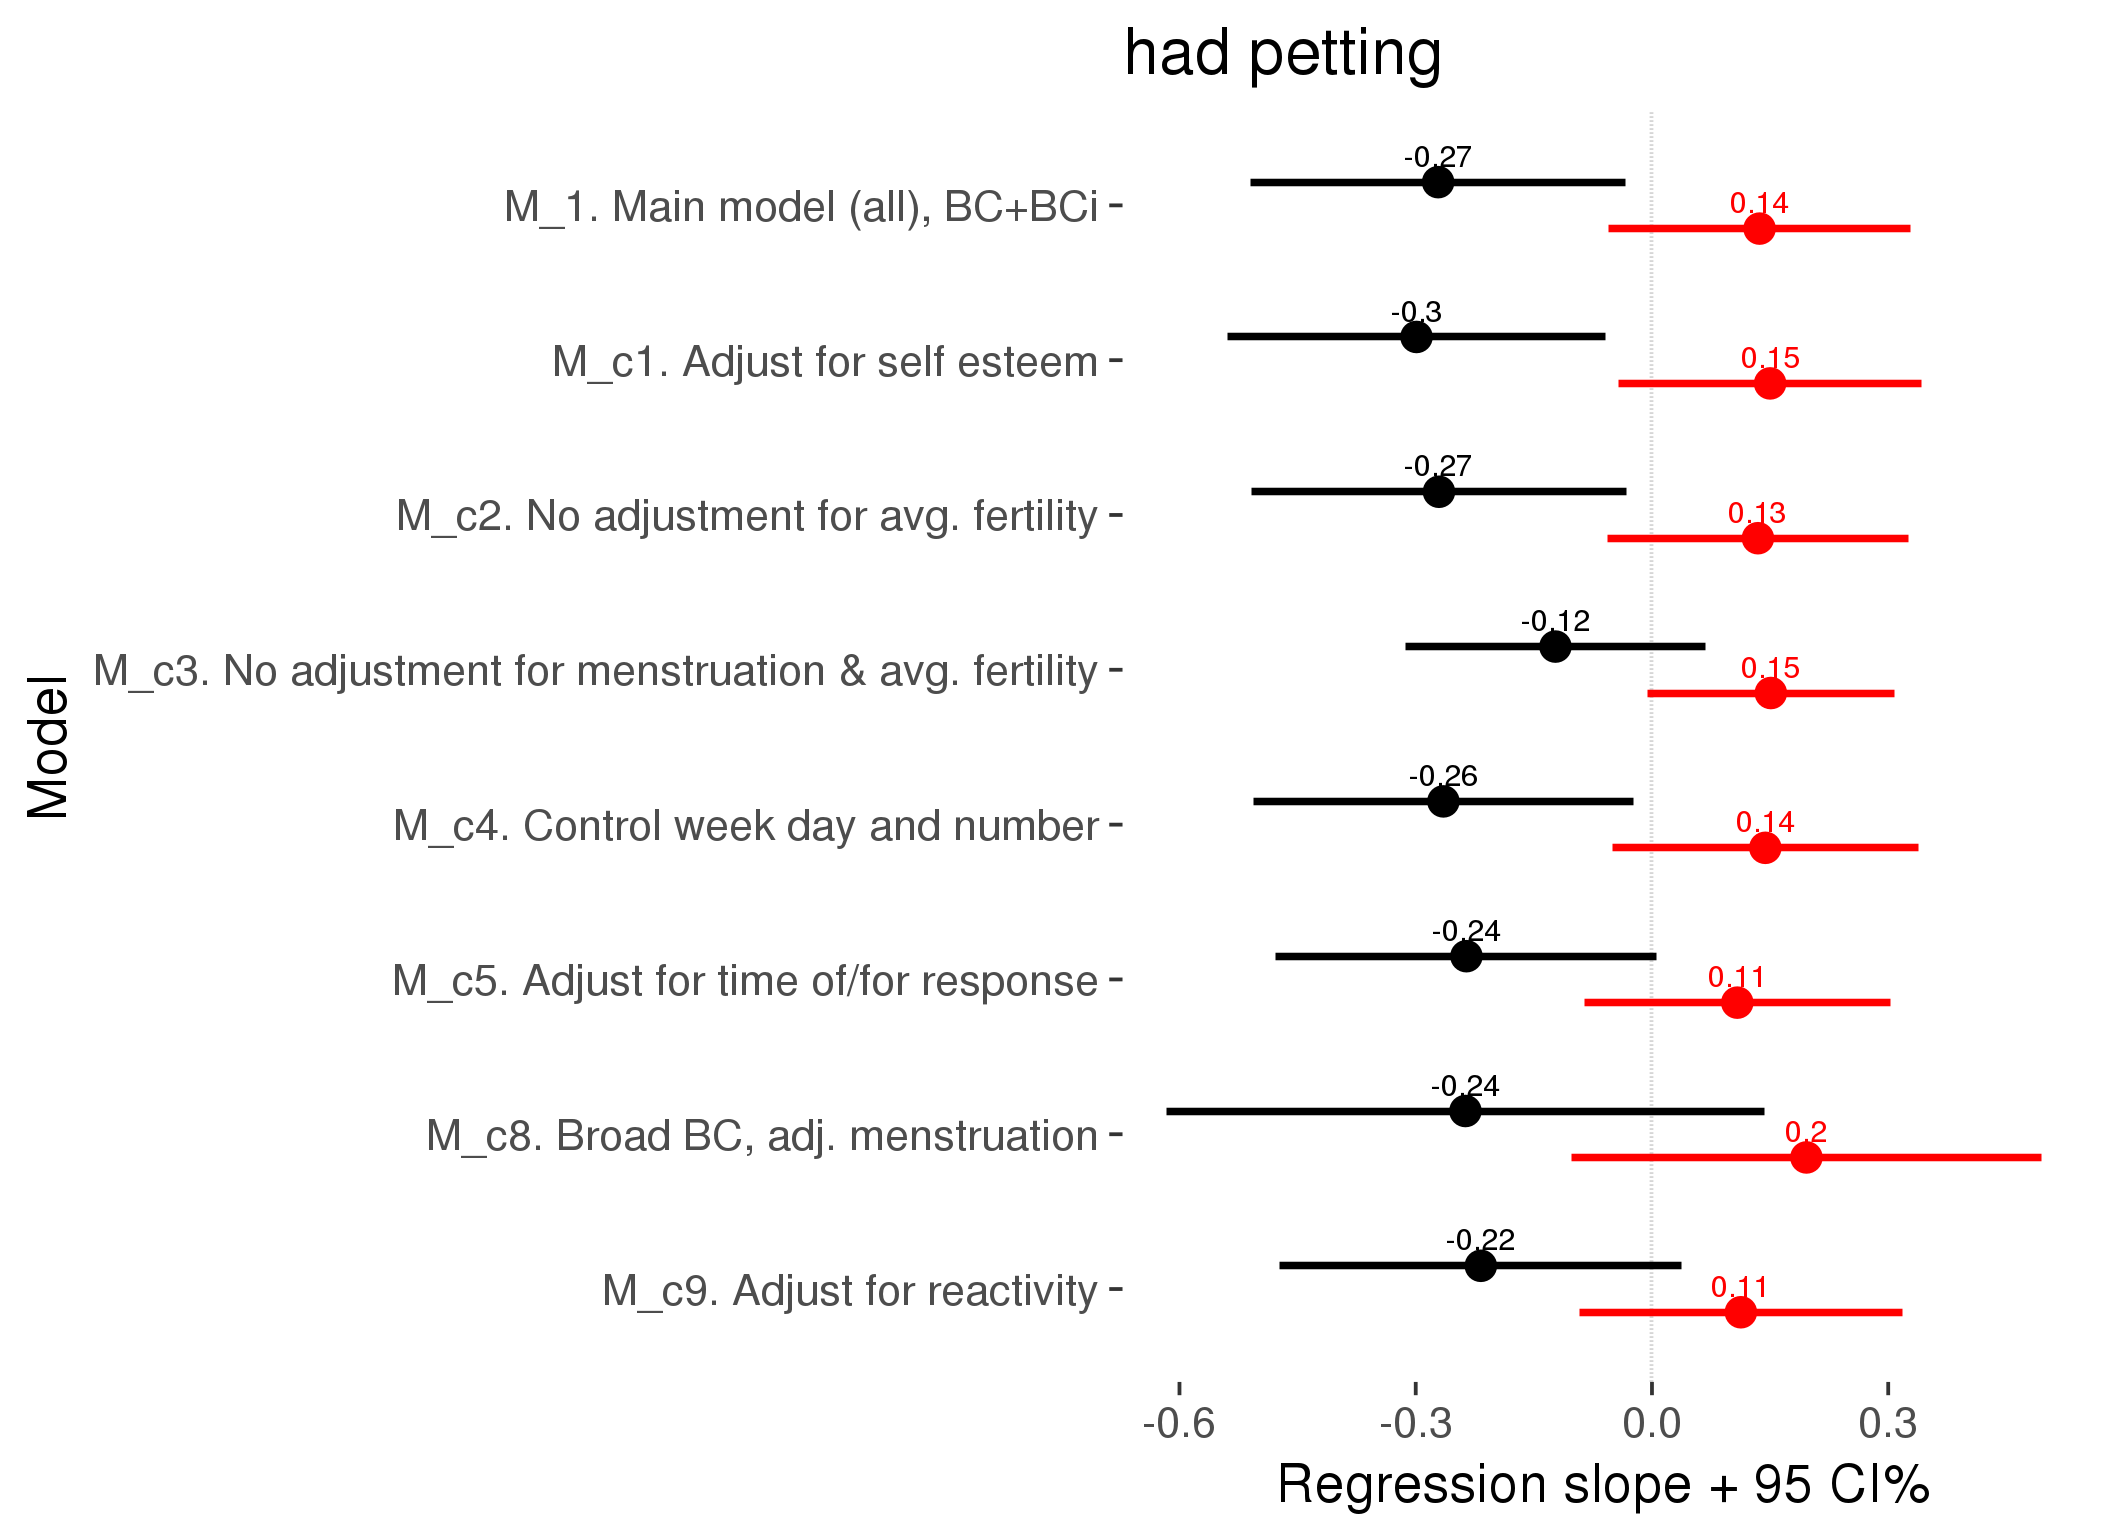 had petting
-0.27
M_1. Main model (all), BC+BCi
0.14
-0.3
M_c1. Adjust for self esteem
0.15
-0.27
M_c2. No adjustment for avg. fertility
0.13
-0.12
M_c3. No adjustment for menstruation & avg. fertility
0.15
Model
-0.26
M_c4. Control week day and number
0.14
-0.24
M_c5. Adjust for time of/for response
0.11
-0.24
M_c8. Broad BC, adj. menstruation
0.2
-0.22
M_c9. Adjust for reactivity
0.11
-0.6 -0.3 0.0 0.3
Regression slope + 95 CI%